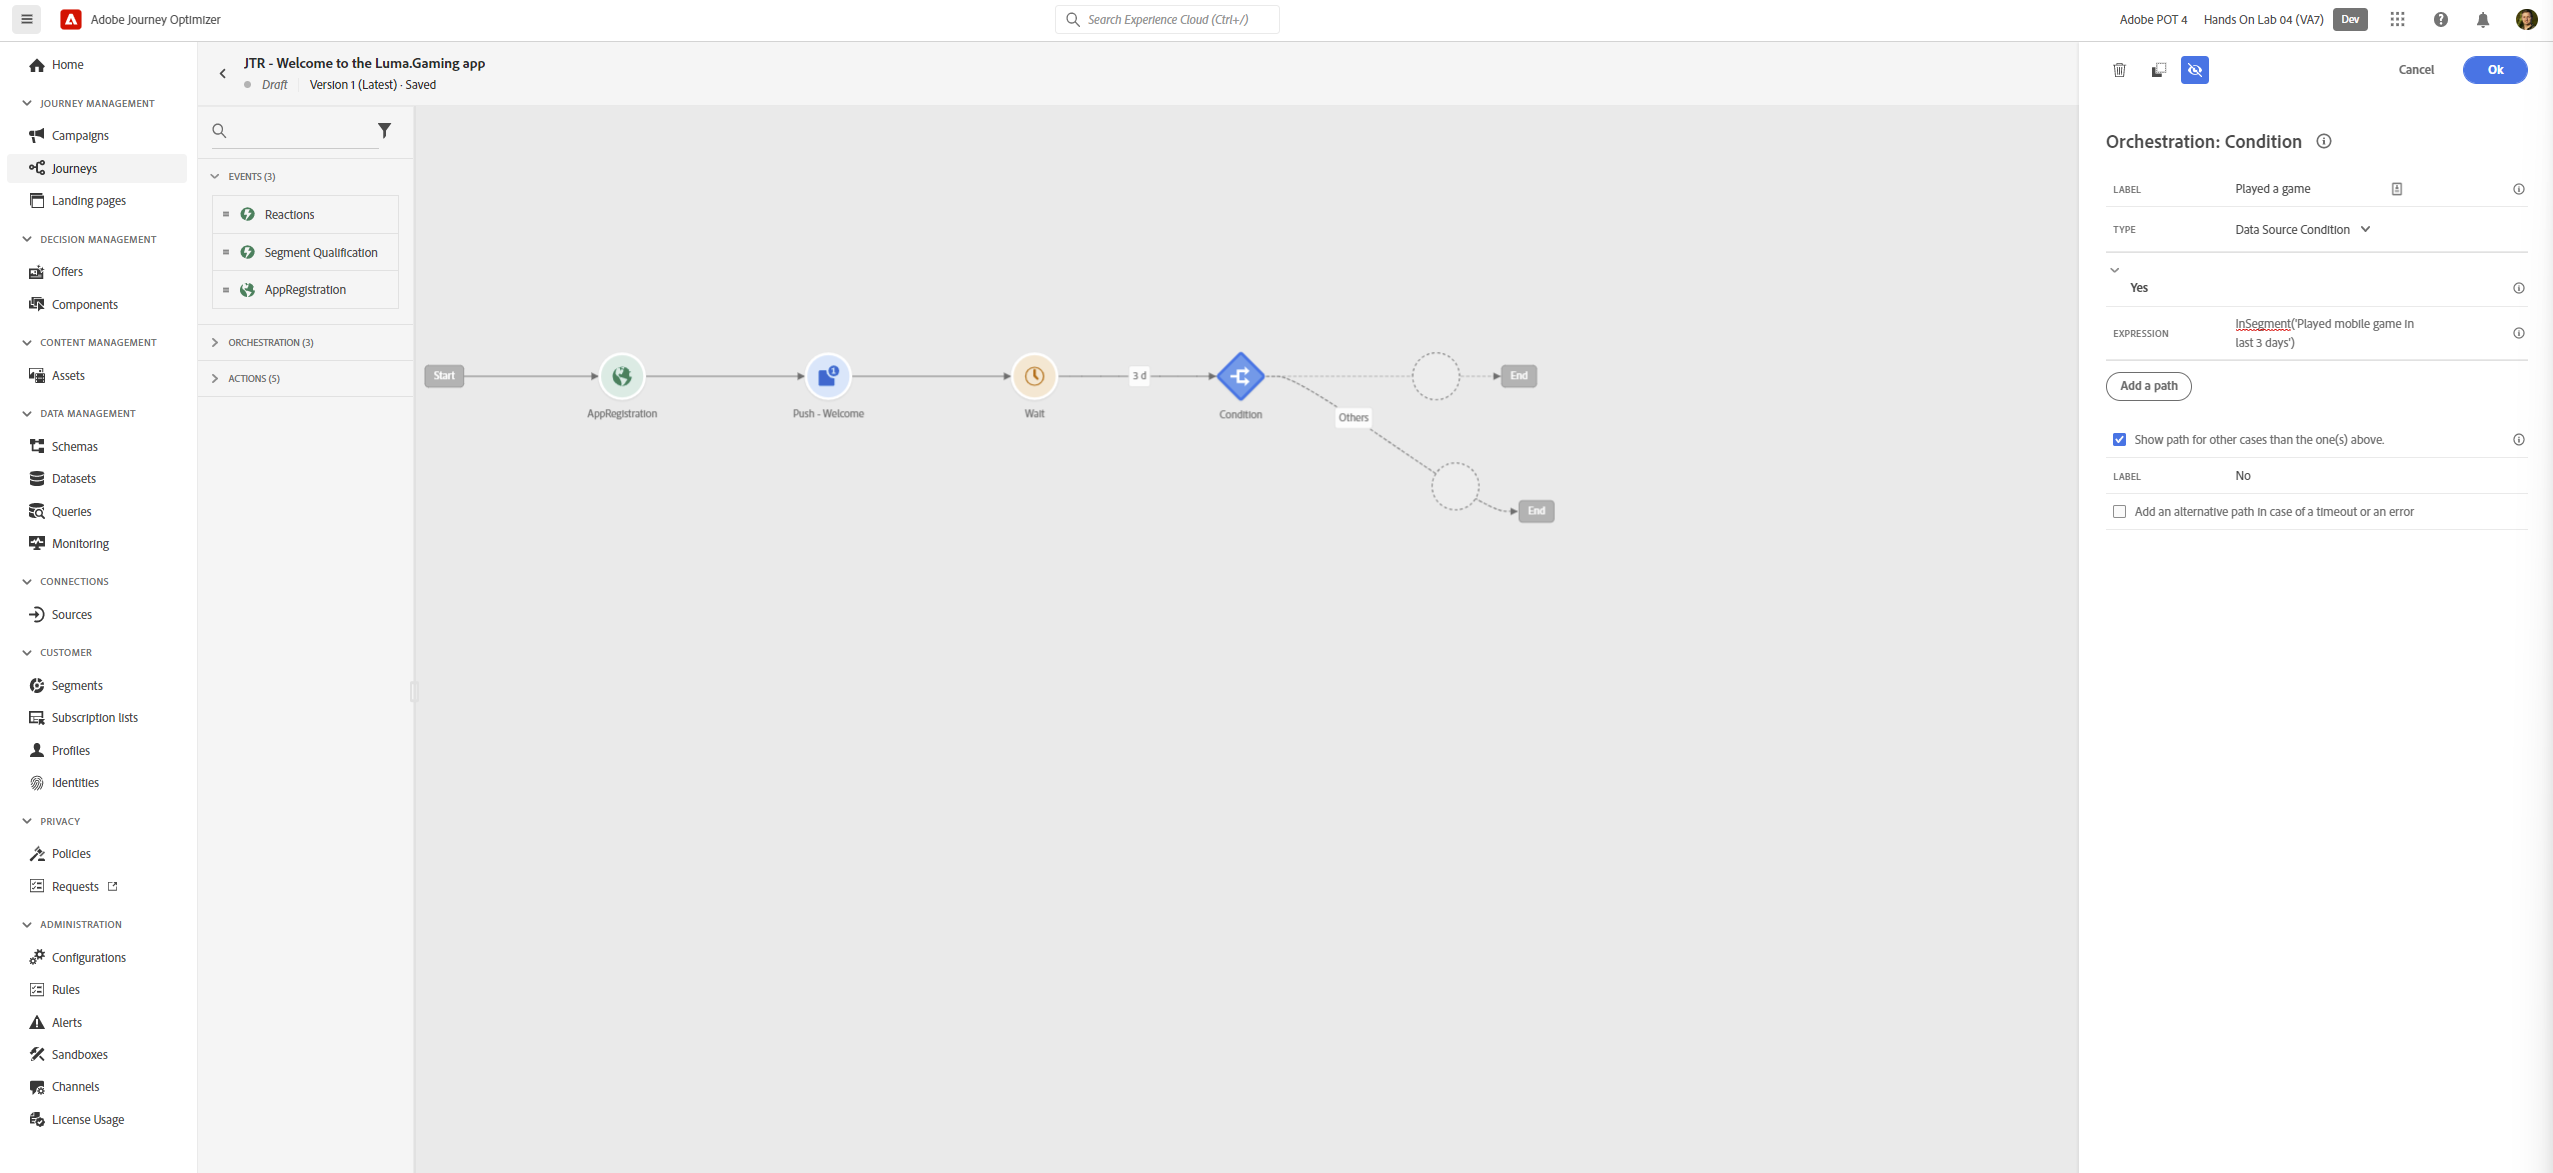 Adobe Journey Optimizer
Search Experience Cloud (Ctrl+/)
Adobe POT 4
Hands On Lab 04 (VA7)
Dev
Home
JOURNEY MANAGEMENT
Campaigns
Journeys
Landing pages
DECISION MANAGEMENT
Offers
Components
CONTENT MANAGEMENT
Assets
DATA MANAGEMENT
Schemas
Datasets
Queries
Monitoring
CONNECTIONS
Sources
CUSTOMER
Segments
Subscription lists
Profiles
Identities
PRIVACY
Policies
Requests
ADMINISTRATION
Configurations
Rules
Alerts
Sandboxes
Channels
License Usage
JTR - Welcome to the Luma.Gaming app
Draft
Version 1 (Latest) · Saved
EVENTS (3)
Reactions
Segment Qualification
AppRegistration
ORCHESTRATION (3)
ACTIONS (5)
Start
AppRegistration
1
Push - Welcome
Wait
3 d
Condition
Others
End
End
Cancel
Ok
Orchestration: Condition
LABEL
Played a game
TYPE
Data Source Condition
Yes
EXPRESSION
InSegment('Played mobile game in
last 3 days')
Add a path
Show path for other cases than the one(s) above.
LABEL
No
Add an alternative path in case of a timeout or an error